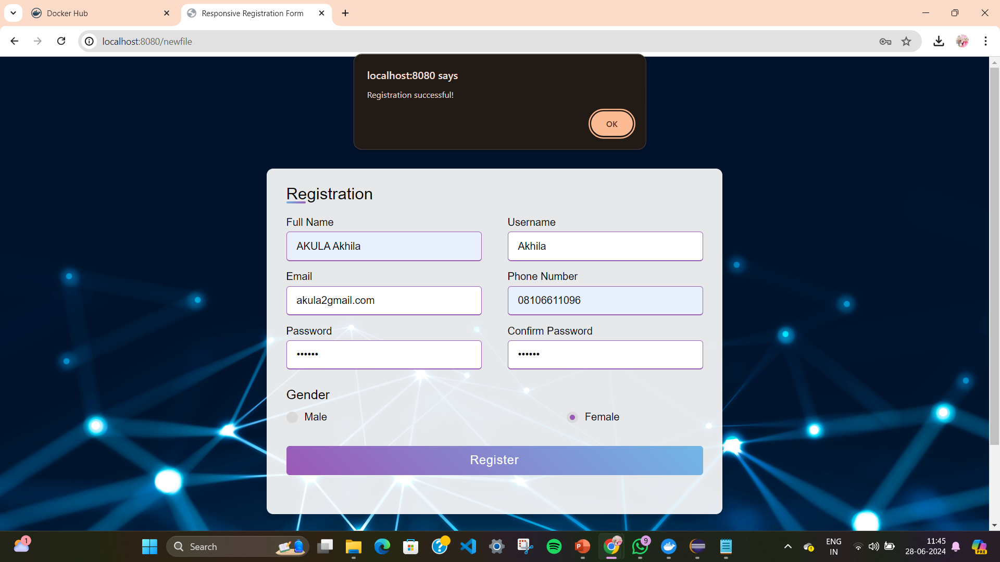 Docker Hub
Responsive Registration Form
localhost:8080/newfile
localhost:8080 says
Registration successful!
OK
Registration
Full Name
Username
AKULA Akhila
Akhila
Email
Phone Number
akula2gmail.com
08106611096
Password
Confirm Password
••••••
••••••
Gender
Male
Female
Register
1
Search
P
9
ENG
IN
11:45
28-06-2024
PRE